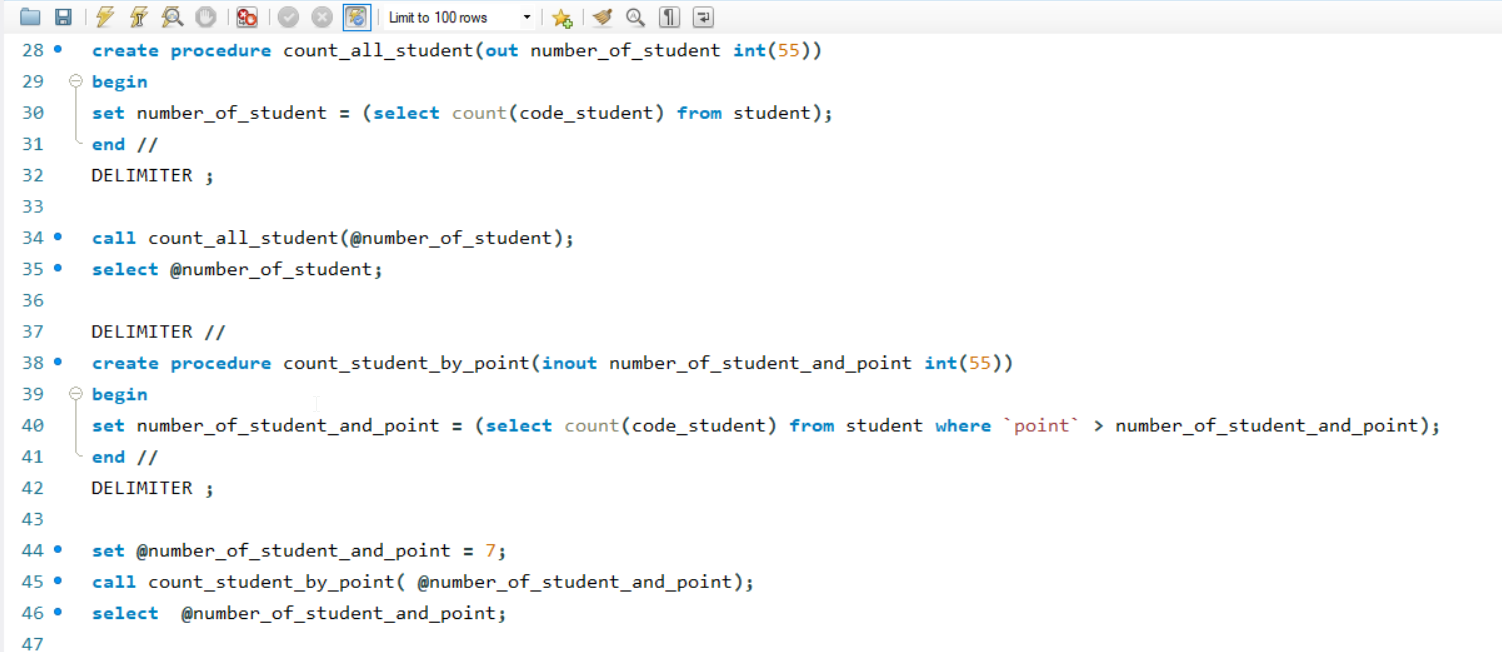 Limit to 100 rows
28 create procedure count_all_student(out number_of_student int(55))
29 begin
30 set number_of_student = (select count(code_student) from student);
31 end //
32 DELIMITER ;
33
34 call count_all_student(@number_of_student);
35 select @number_of_student;
36
37 DELIMITER //
38 create procedure count_student_by_point(inout number_of_student_and_point int(55))
39 begin
40 set number_of_student_and_point = (select count(code_student) from student where `point` > number_of_student_and_point);
41 end //
42 DELIMITER ;
43
44 set @number_of_student_and_point = 7;
45 call count_student_by_point( @number_of_student_and_point);
46 select  @number_of_student_and_point;
47